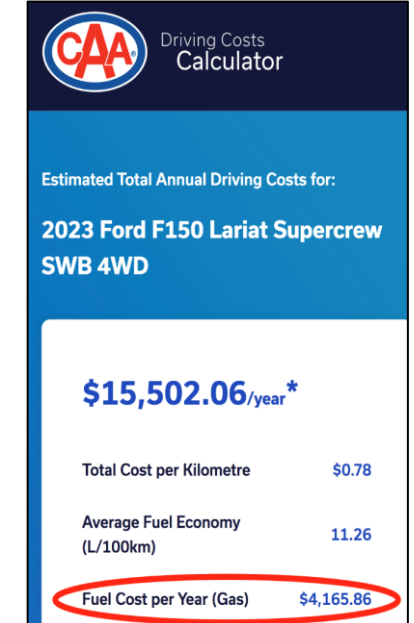 CAA
Driving Costs
Calculator
Estimated Total Annual Driving Costs for:
2023 Ford F150 Lariat Supercrew
SWB 4WD
$15,502.06/year*
Total Cost per Kilometre $0.78
Average Fuel Economy
(L/100km) 11.26
Fuel Cost per Year (Gas) $4,165.86